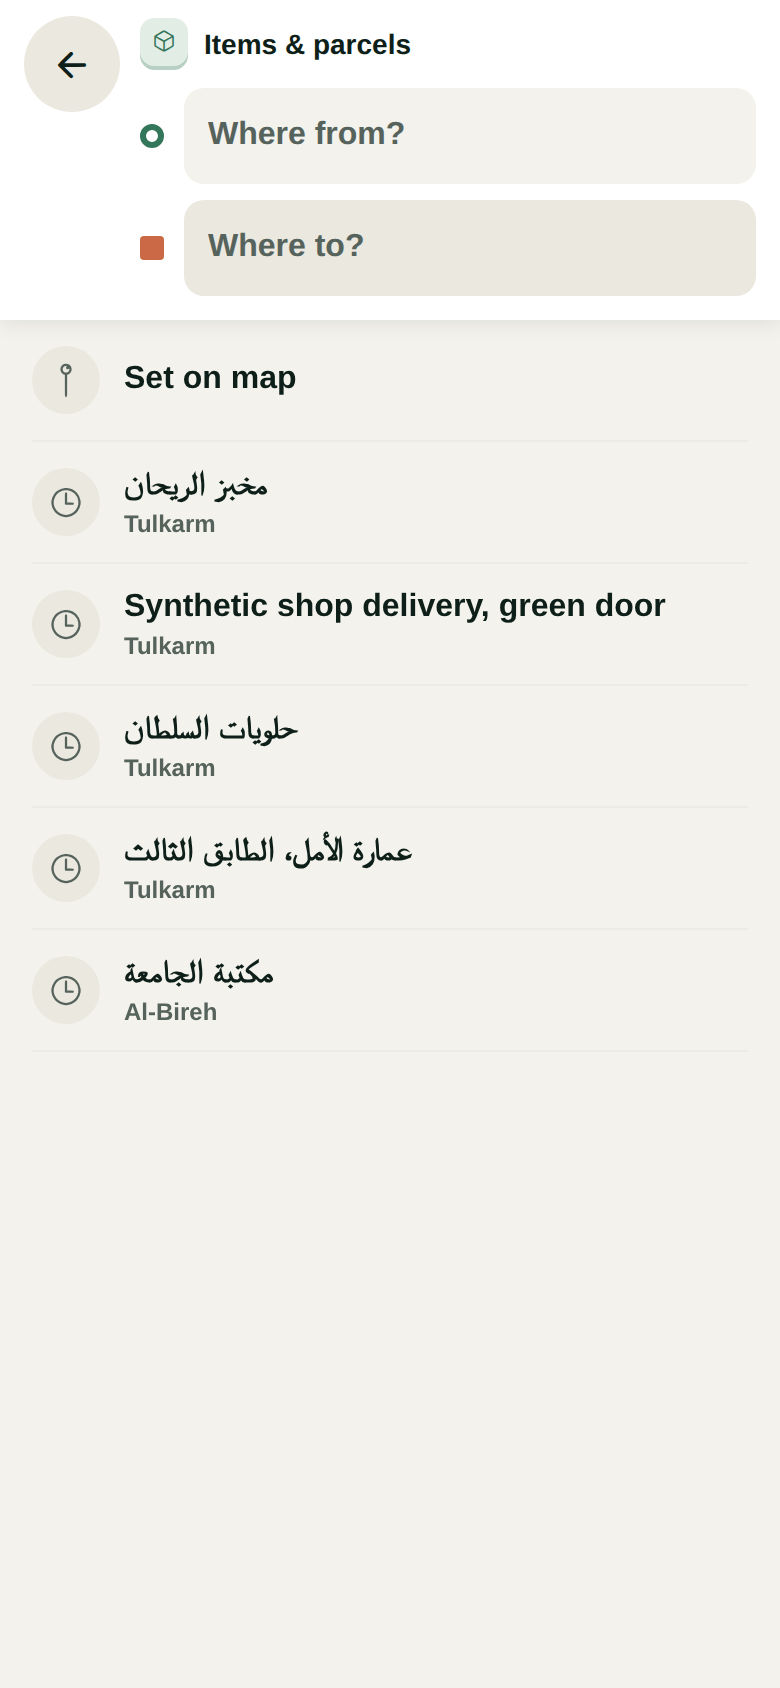 Items & parcels
Where from?
Where to?
Set on map
مخبز الريحان
Tulkarm
Synthetic shop delivery, green door
Tulkarm
حلويات السلطان
Tulkarm
عمارة الأمل، الطابق الثالث
Tulkarm
مكتبة الجامعة
Al-Bireh